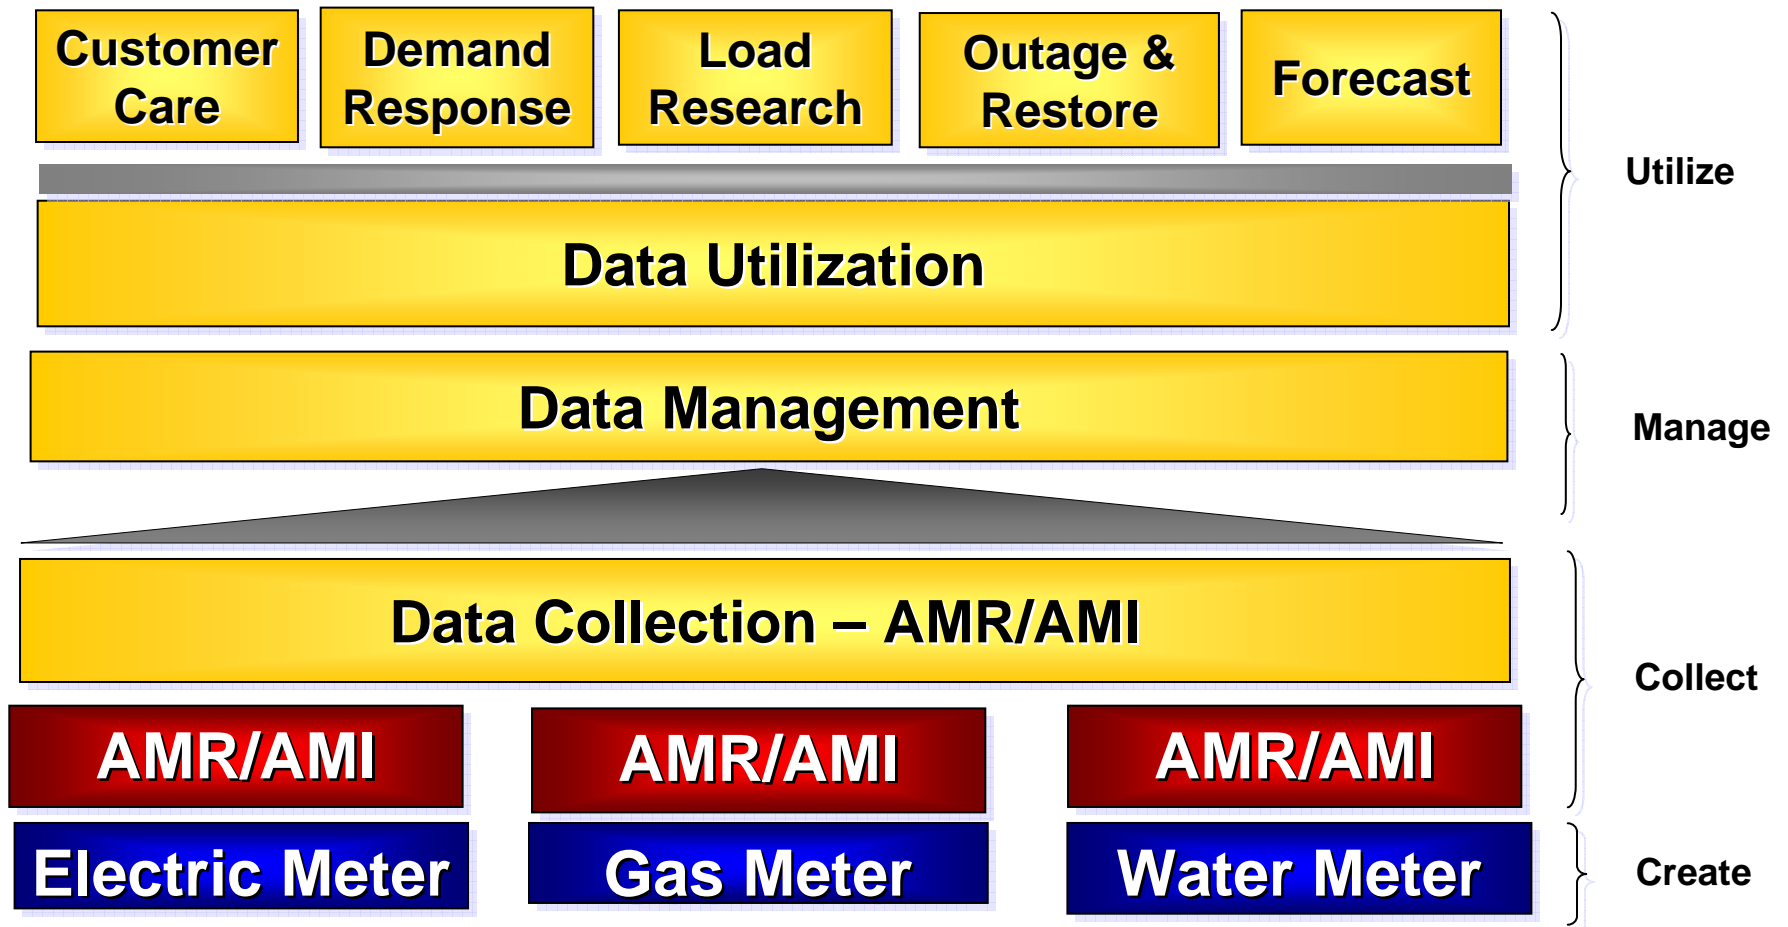 Customer
Care
Demand
Response
Load
Research
Outage &
Restore
Forecast
Utilize
Data Utilization
Data Management
Manage
Data Collection – AMR/AMI
Collect
AMR/AMI
AMR/AMI
AMR/AMI
Electric Meter
Gas Meter
Water Meter
Create